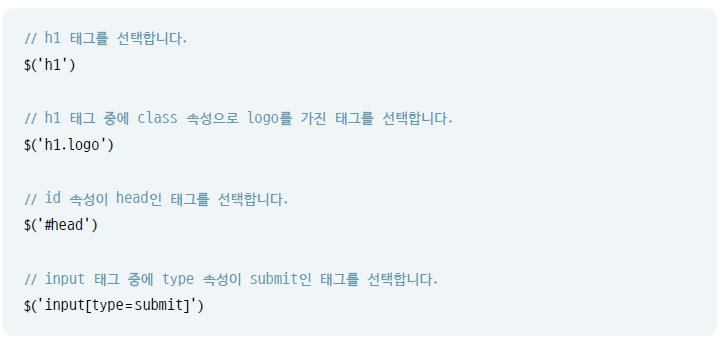 // h1 태그를 선택합니다.
$('h1')
// h1 태그 중에 class 속성으로 logo를 가진 태그를 선택합니다.
$('h1.logo')
// id 속성이 head인 태그를 선택합니다.
$('#head')
// input 태그 중에 type 속성이 submit인 태그를 선택합니다.
$('input[type=submit]')